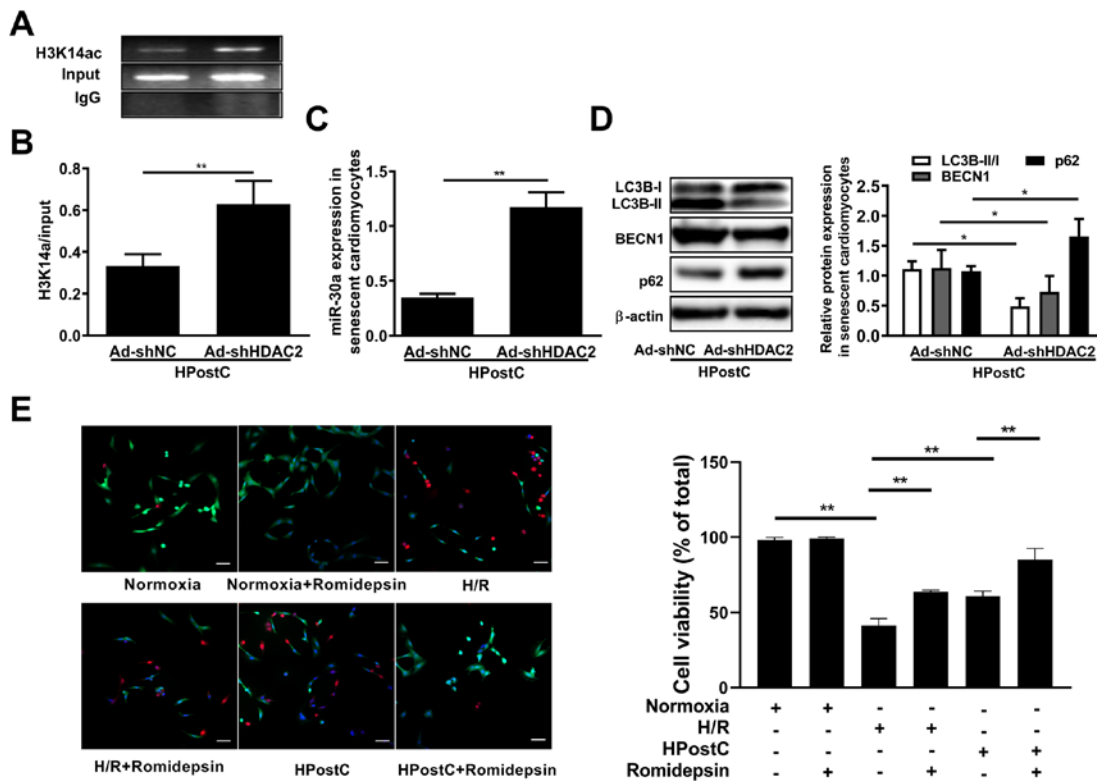 A
H3K14ac
Input
IgG
B
H3K14a/input
0.8
0.6
0.4
0.2
0.0
**
Ad-shNC Ad-shHDAC2
HPostC
C
miR-30a expression in
senescent cardiomyocytes
1.5
1.0
0.5
0.0
**
Ad-shNC Ad-shHDAC2
HPostC
D
LC3B-I
LC3B-II
BECN1
p62
β-actin
Ad-shNC Ad-shHDAC2
HPostC
LC3B-II/I p62
BECN1
Relative protein expression
in senescent cardiomyocytes
2.5
2.0
1.5
1.0
0.5
0.0
*
*
*
Ad-shNC Ad-shHDAC2
HPostC
E
Normoxia Normoxia+Romidepsin H/R
H/R+Romidepsin HPostC HPostC+Romidepsin
Cell viability (% of total)
150
100
50
0
**
**
**
**
Normoxia + + - - - -
H/R - - + + - -
HPostC - - - - + +
Romidepsin - + - + - +